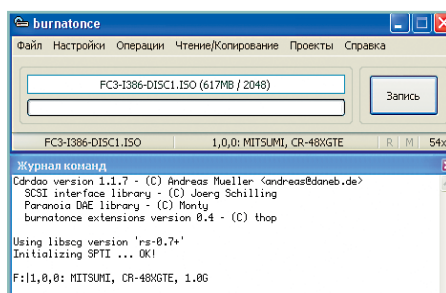 burnatonce
Файл Настройки Операции Чтение/Копирование Проекты Справка
FC3-I386-DISC1.ISO (617MB / 2048)
Запись
FC3-I386-DISC1.ISO 1,0,0: MITSUMI, CR-48XGTE R M 54x
Журнал команд
Cdrdao version 1.1.7 - (C) Andreas Mueller <andreas@daneb.de>
SCSI interface library - (C) Joerg Schilling
Paranoia DAE library - (C) Monty
burnatonce extensions version 0.4 - (C) thop
Using libscg version 'rs-0.7+'
Initializing SPTI ... OK!
F:|1,0,0: MITSUMI, CR-48XGTE, 1.0G